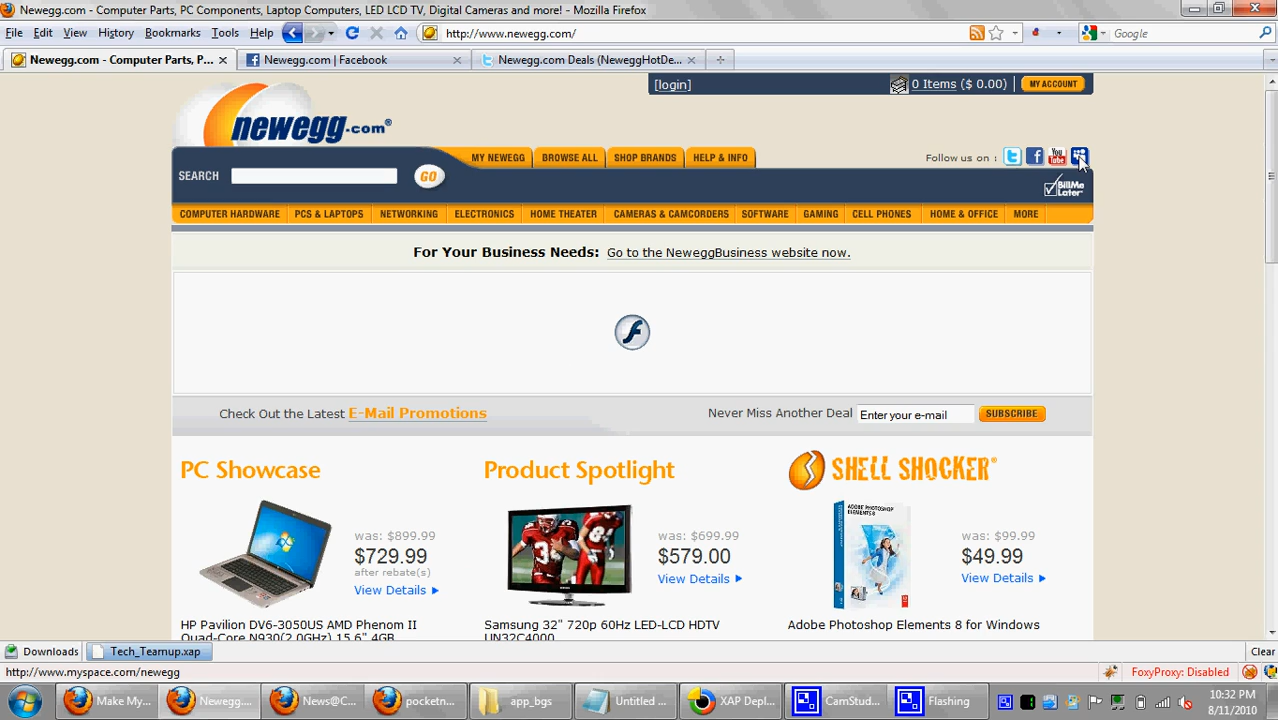 Newegg.com - Computer Parts, PC Components, Laptop Computers, LED LCD TV, Digital Cameras and more! - Mozilla Firefox
File Edit View History Bookmarks Tools Help http://www.newegg.com/ Google
Newegg.com - Computer Parts, P... Newegg.com | Facebook Newegg.com Deals (NeweggHotDe...
[login] 0 Items ($ 0.00) MY ACCOUNT
newegg.com®
MY NEWEGG BROWSE ALL SHOP BRANDS HELP & INFO Follow us on : You Tube
SEARCH GO BillMe Later
COMPUTER HARDWARE PCS & LAPTOPS NETWORKING ELECTRONICS HOME THEATER CAMERAS & CAMCORDERS SOFTWARE GAMING CELL PHONES HOME & OFFICE MORE
For Your Business Needs: Go to the NeweggBusiness website now.
Check Out the Latest E-Mail Promotions Never Miss Another Deal Enter your e-mail SUBSCRIBE
PC Showcase Product Spotlight SHELL SHOCKER®
ADOBE PHOTOSHOP ELEMENTS 8
was: $899.99 was: $699.99 was: $99.99
$729.99 $579.00 $49.99
after rebate(s)
View Details View Details View Details
HP Pavilion DV6-3050US AMD Phenom II Samsung 32" 720p 60Hz LED-LCD HDTV Adobe Photoshop Elements 8 for Windows
Quad-Core N930(2.0GHz) 15.6" 4GB UN32C4000
Downloads Tech_Tearnup.xap Clear
http://www.myspace.com/newegg FoxyProxy: Disabled
Make My... Newegg.... News@C... pocketn... app_bgs Untitled ... XAP Depl... CamStud... Flashing 10:32 PM
8/11/2010